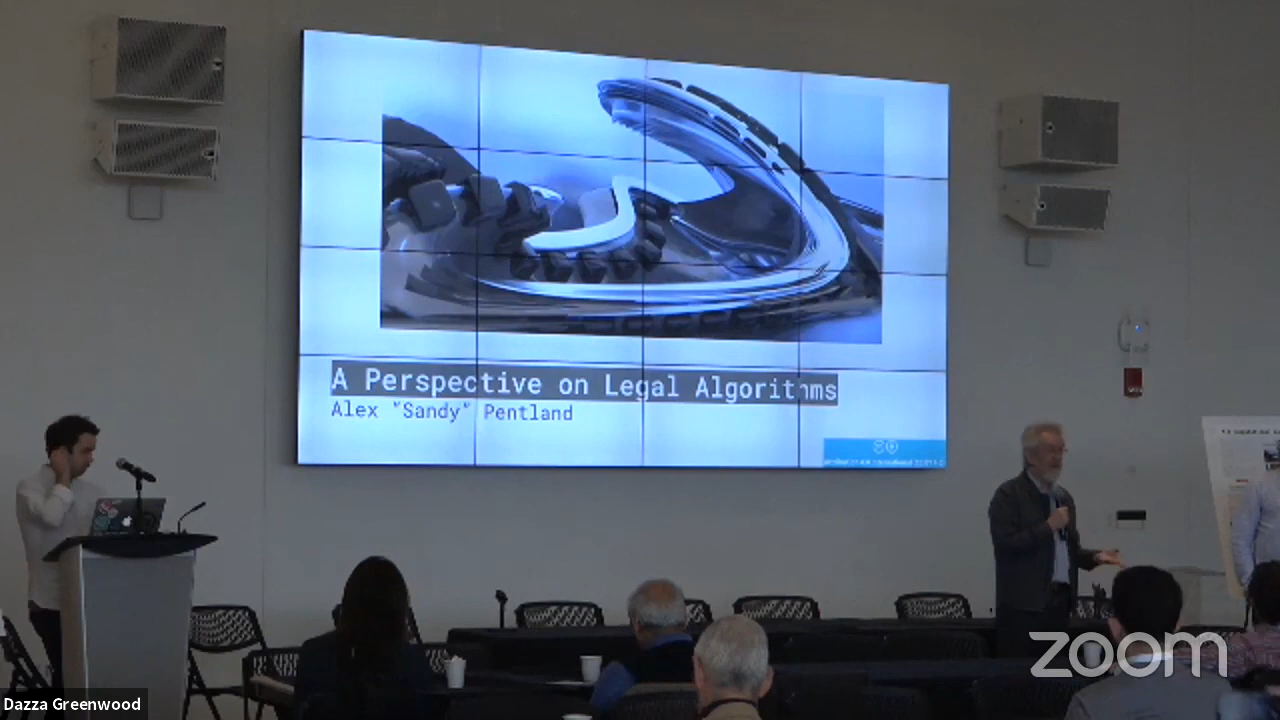 A Perspective on Legal Algorithms
Alex "Sandy" Pentland
zoom
Dazza Greenwood